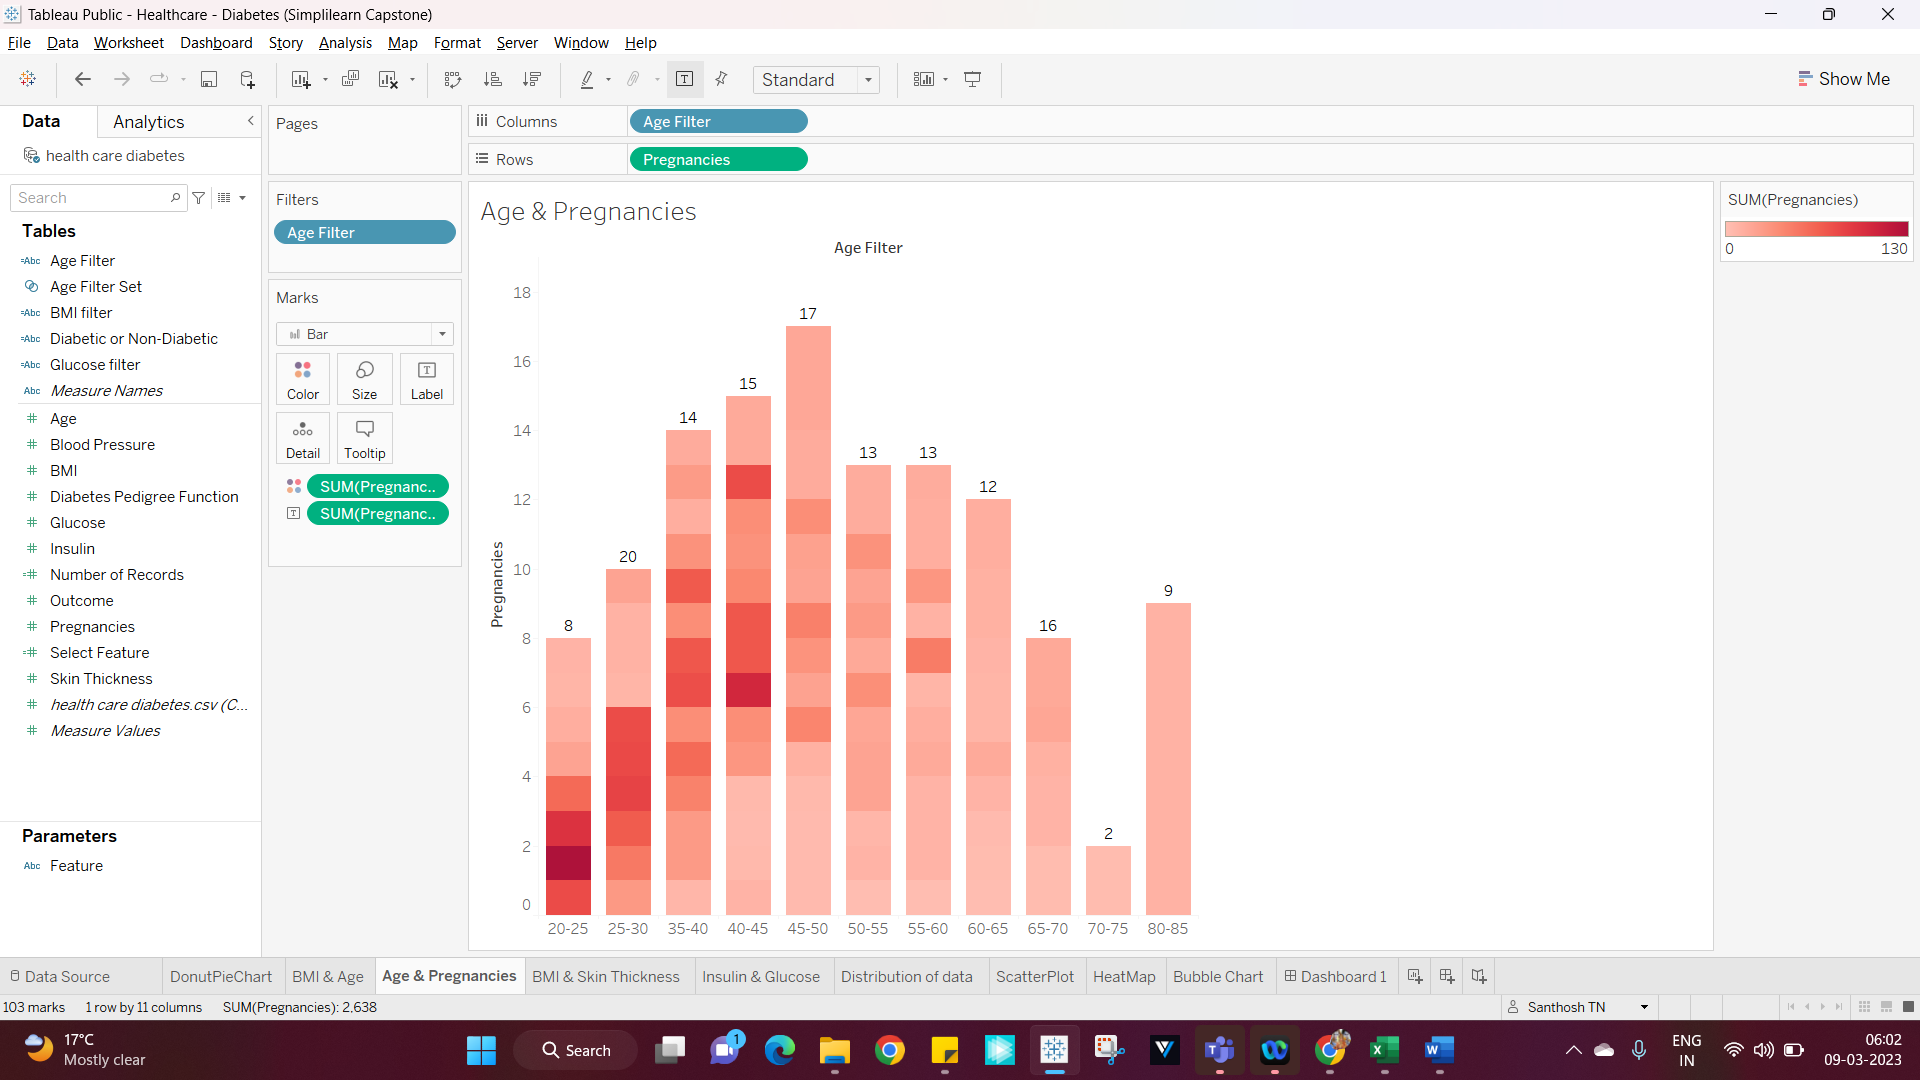 Tableau Public - Healthcare - Diabetes (Simplilearn Capstone)
File Data Worksheet Dashboard Story Analysis Map Format Server Window Help
Standard
Show Me
Data
Analytics
health care diabetes
Search
Tables
Abc Age Filter
Age Filter Set
Abc BMI filter
Abc Diabetic or Non-Diabetic
Abc Glucose filter
Abc Measure Names
Age
Blood Pressure
BMI
Diabetes Pedigree Function
Glucose
Insulin
Number of Records
Outcome
Pregnancies
Select Feature
Skin Thickness
health care diabetes.csv (C...
Measure Values
Parameters
Abc Feature
Pages
Filters
Age Filter
Marks
Bar
Color
Size
Label
Detail
Tooltip
SUM(Pregnanc..
SUM(Pregnanc..
Columns
Age Filter
Rows
Pregnancies
Age & Pregnancies
Age Filter
Pregnancies
18
16
14
12
10
8
6
4
2
0
8
20
14
15
17
13
13
12
16
2
9
20-25 25-30 35-40 40-45 45-50 50-55 55-60 60-65 65-70 70-75 80-85
SUM(Pregnancies)
0 130
Data Source DonutPieChart BMI & Age Age & Pregnancies BMI & Skin Thickness Insulin & Glucose Distribution of data ScatterPlot HeatMap Bubble Chart Dashboard 1
103 marks 1 row by 11 columns SUM(Pregnancies): 2,638
Santhosh TN
17°C
Mostly clear
Search
1
ENG
IN
06:02
09-03-2023